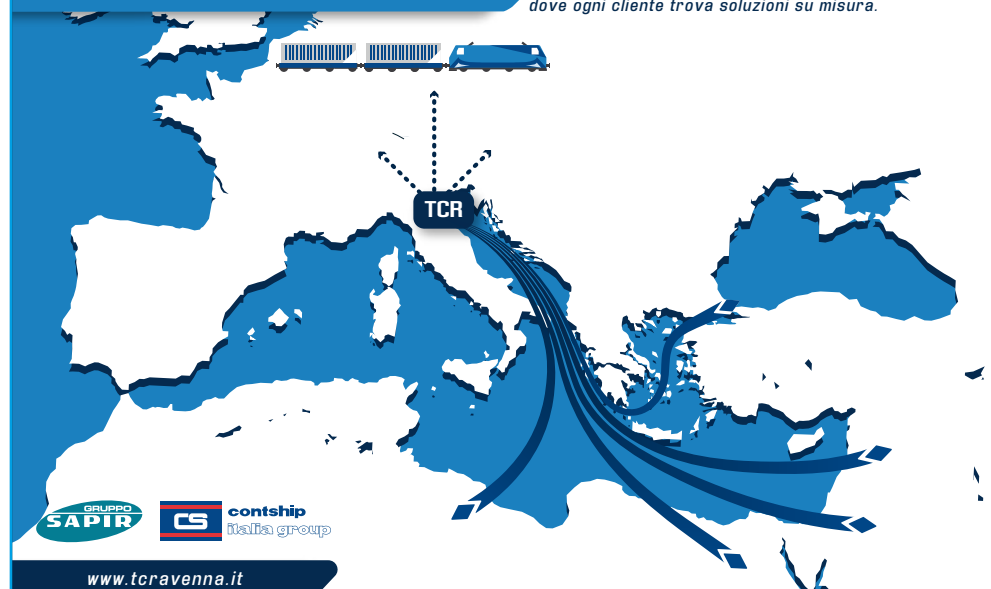 dove ogni cliente trova soluzioni su misura.
TCR
GRUPPO
SAPIR
CS
contship
italia group
www.tcravenna.it